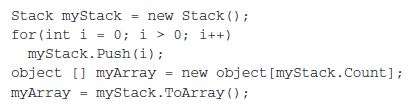 Stack myStack = new Stack();
for(int i = 0; i > 0; i++)
  myStack.Push(i);
object [] myArray = new object[myStack.Count];
myArray = myStack.ToArray();